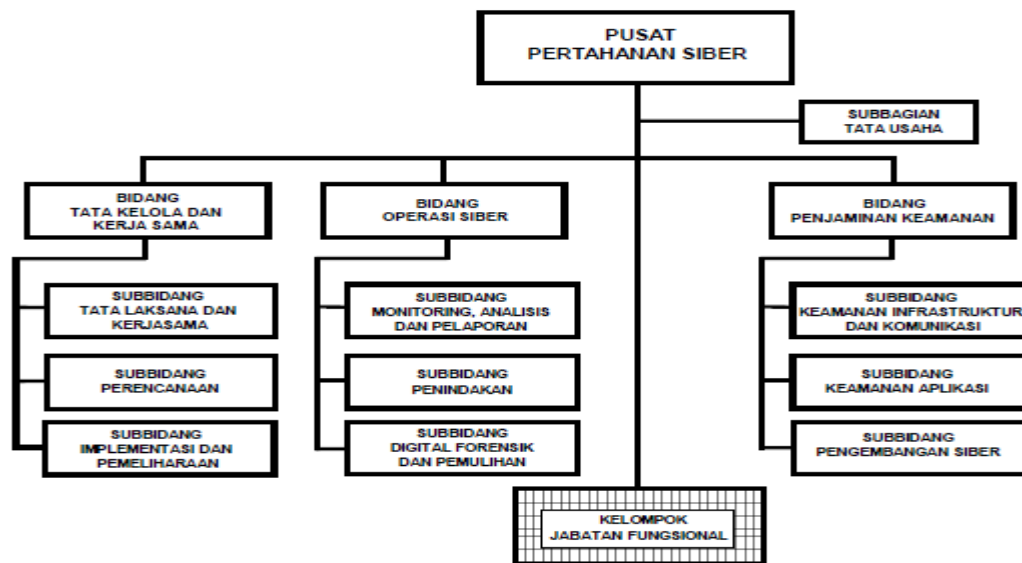 PUSAT
PERTAHANAN SIBER
SUBBAGIAN
TATA USAHA
BIDANG
TATA KELOLA DAN
KERJA SAMA
BIDANG
OPERASI SIBER
BIDANG
PENJAMINAN KEAMANAN
SUBBIDANG
TATA LAKSANA DAN
KERJASAMA
SUBBIDANG
MONITORING, ANALISIS
DAN PELAPORAN
SUBBIDANG
KEAMANAN INFRASTRUKTUR
DAN KOMUNIKASI
SUBBIDANG
PERENCANAAN
SUBBIDANG
PENINDAKAN
SUBBIDANG
KEAMANAN APLIKASI
SUBBIDANG
IMPLEMENTASI DAN
PEMELIHARAAN
SUBBIDANG
DIGITAL FORENSIK
DAN PEMULIHAN
SUBBIDANG
PENGEMBANGAN SIBER
KELOMPOK
JABATAN FUNGSIONAL